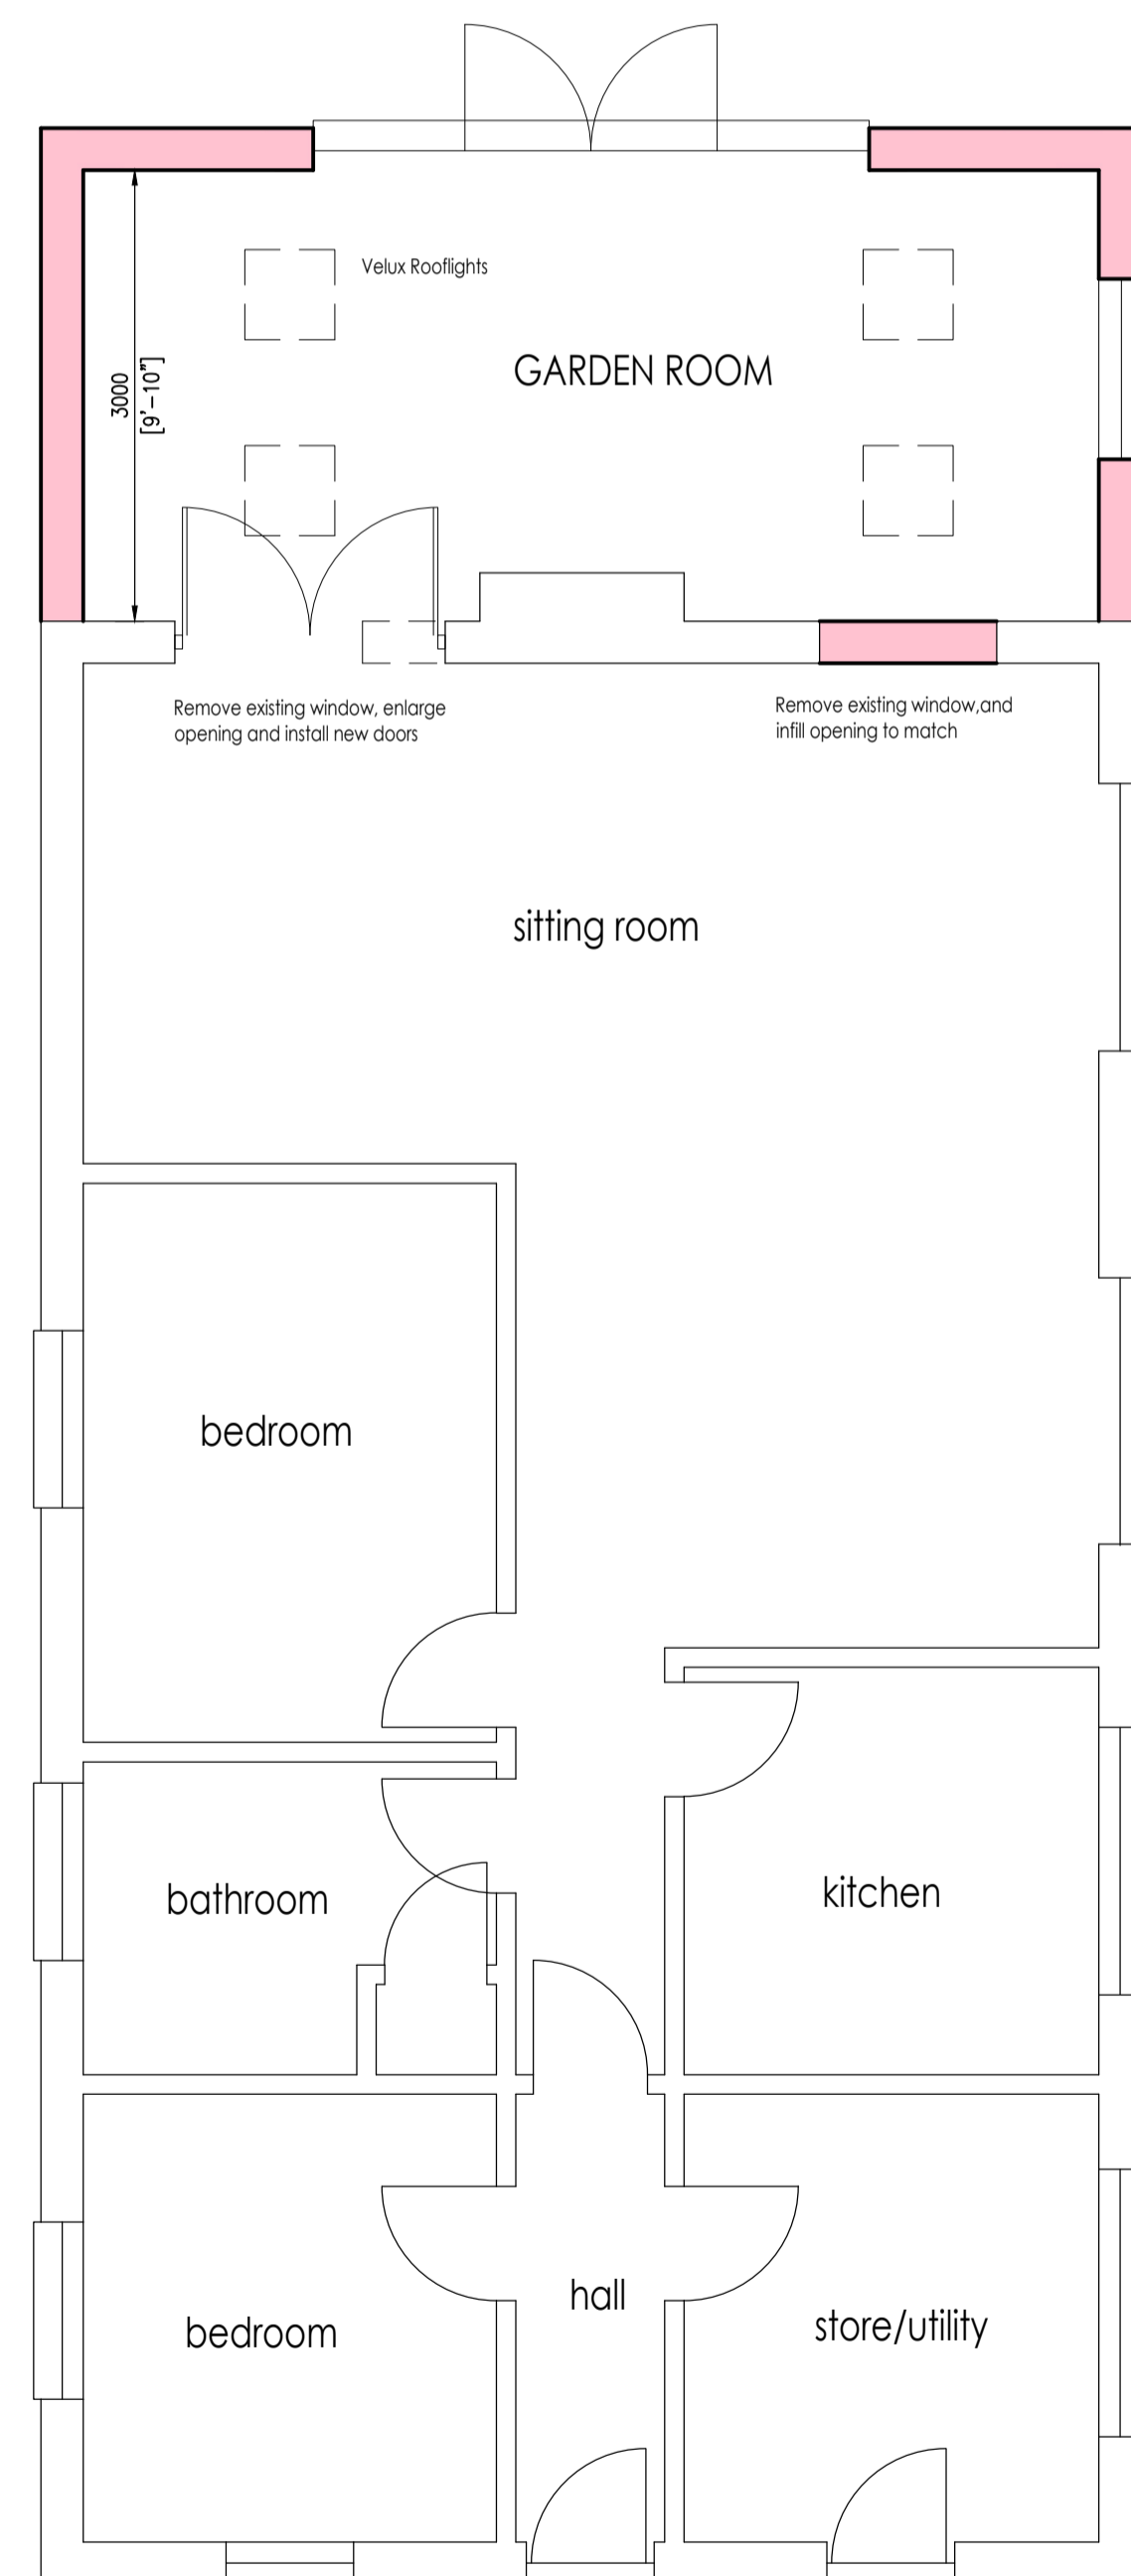 Velux Rooflights
GARDEN ROOM
3000
[9'-10"]
Remove existing window, enlarge
opening and install new doors
Remove existing window,and
infill opening to match
sitting room
bedroom
bathroom
kitchen
hall
bedroom
store/utility